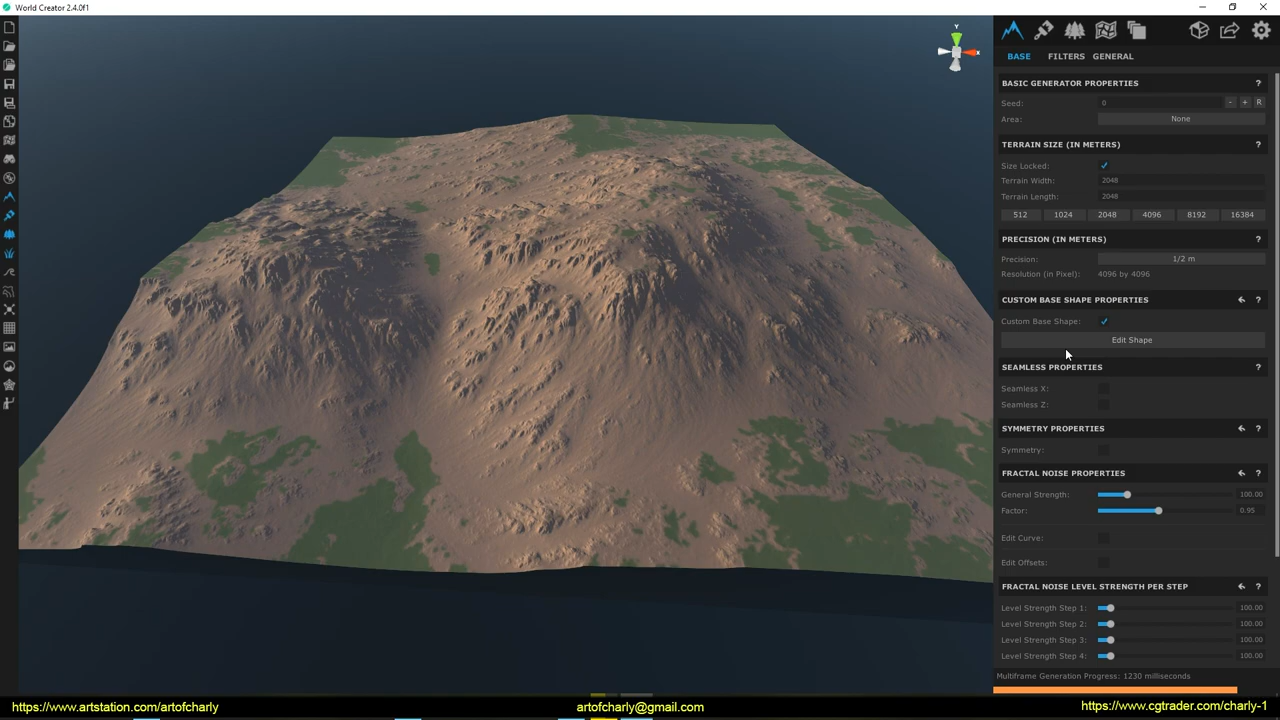 World Creator 2.4.0f1
Y
X
BASE FILTERS GENERAL
BASIC GENERATOR PROPERTIES ?
Seed: 0 - + R
Area: None
TERRAIN SIZE (IN METERS) ?
Size Locked:
Terrain Width: 2048
Terrain Length: 2048
512 1024 2048 4096 8192 16384
PRECISION (IN METERS) ?
Precision: 1/2 m
Resolution (in Pixel): 4096 by 4096
CUSTOM BASE SHAPE PROPERTIES ?
Custom Base Shape:
Edit Shape
SEAMLESS PROPERTIES ?
Seamless X:
Seamless Z:
SYMMETRY PROPERTIES ?
Symmetry:
FRACTAL NOISE PROPERTIES ?
General Strength: 100.00
Factor: 0.95
Edit Curve:
Edit Offsets:
FRACTAL NOISE LEVEL STRENGTH PER STEP ?
Level Strength Step 1: 100.00
Level Strength Step 2: 100.00
Level Strength Step 3: 100.00
Level Strength Step 4: 100.00
Multiframe Generation Progress: 1230 milliseconds
https://www.artstation.com/artofcharly artofcharly@gmail.com https://www.cgtrader.com/charly-1